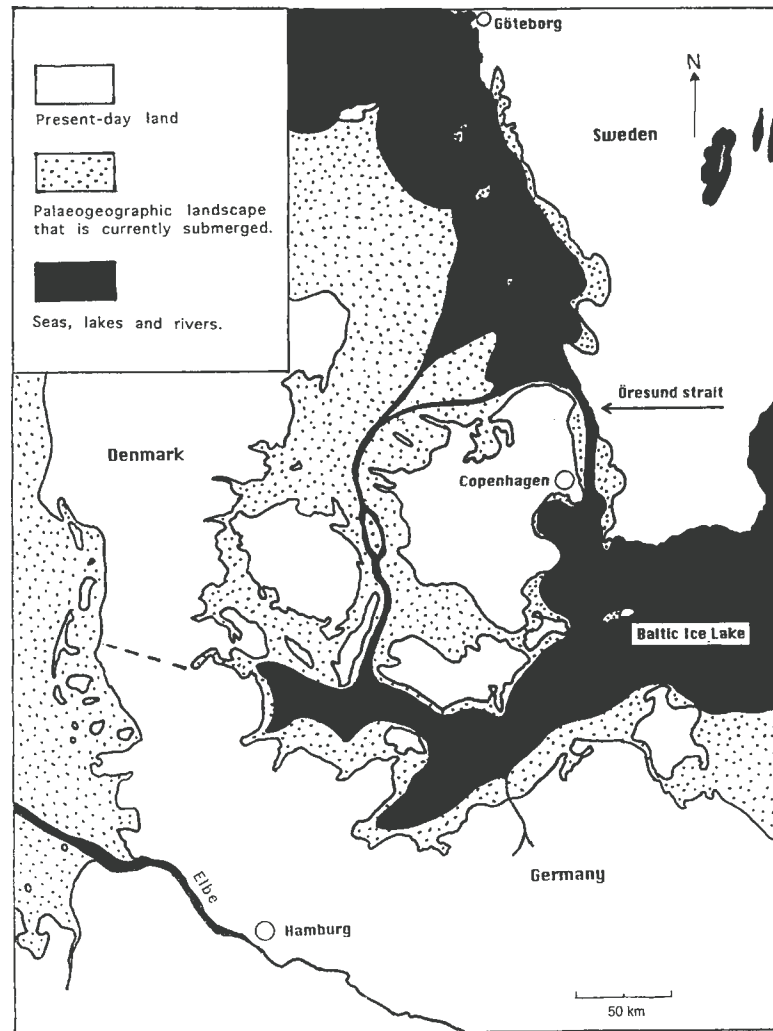 Göteborg
N
Sweden
Present-day land
Palaeogeographic landscape
that is currently submerged.
Seas, lakes and rivers.
Öresund strait
Denmark
Copenhagen
Baltic Ice Lake
Germany
Elbe
Hamburg
50 km